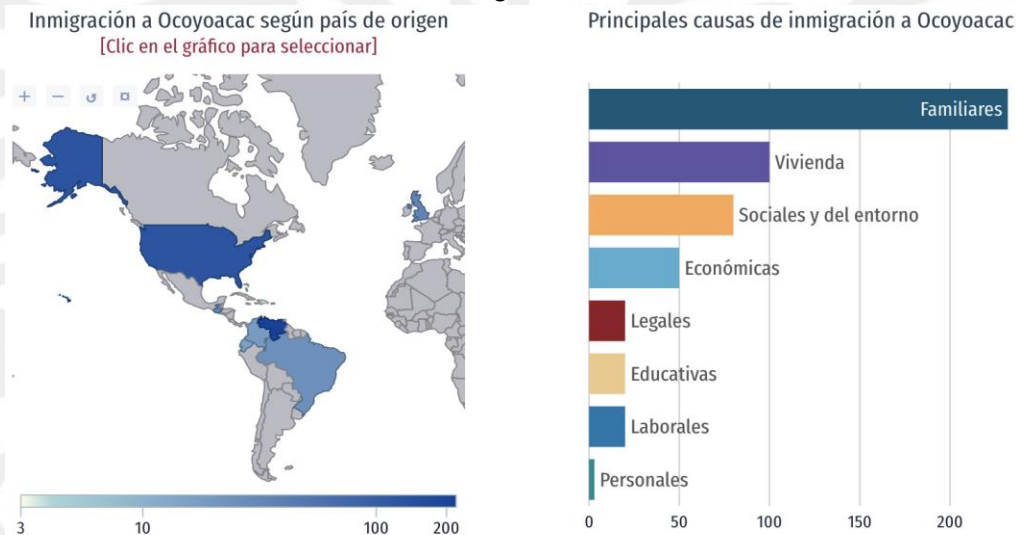 Inmigración a Ocoyoacac según país de origen
[Clic en el gráfico para seleccionar]
3 10 100 200
Principales causas de inmigración a Ocoyoacac
Familiares
Vivienda
Sociales y del entorno
Económicas
Legales
Educativas
Laborales
Personales
0 50 100 150 200